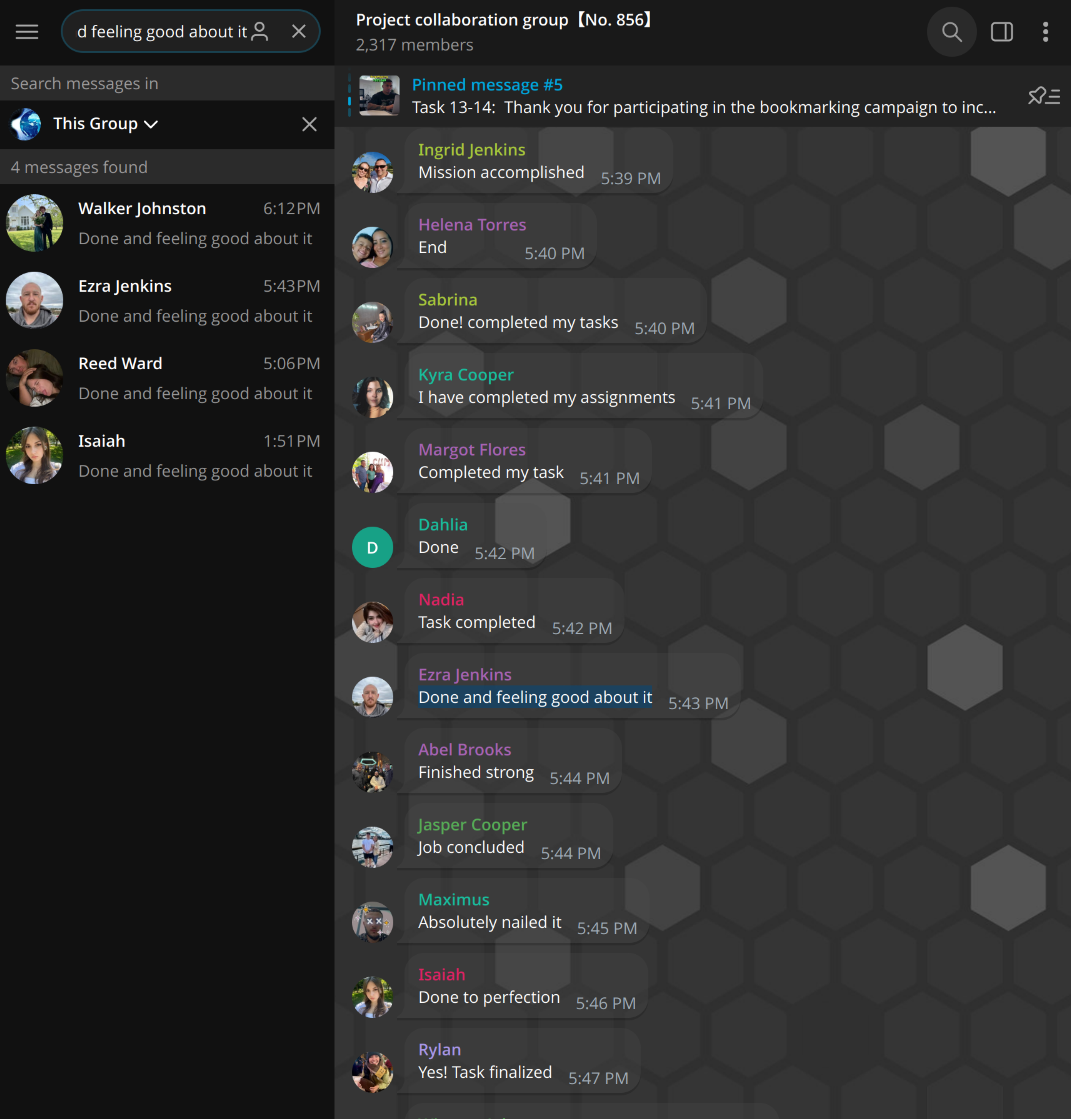 d feeling good about it
Search messages in
This Group
4 messages found
Walker Johnston 6:12 PM
Done and feeling good about it
Ezra Jenkins 5:43 PM
Done and feeling good about it
Reed Ward 5:06 PM
Done and feeling good about it
Isaiah 1:51 PM
Done and feeling good about it
Project collaboration group【No. 856】
2,317 members
Pinned message #5
Task 13-14: Thank you for participating in the bookmarking campaign to inc...
Ingrid Jenkins
Mission accomplished 5:39 PM
Helena Torres
End 5:40 PM
Sabrina
Done! completed my tasks 5:40 PM
Kyra Cooper
I have completed my assignments 5:41 PM
Margot Flores
Completed my task 5:41 PM
D
Dahlia
Done 5:42 PM
Nadia
Task completed 5:42 PM
Ezra Jenkins
Done and feeling good about it 5:43 PM
Abel Brooks
Finished strong 5:44 PM
Jasper Cooper
Job concluded 5:44 PM
Maximus
Absolutely nailed it 5:45 PM
Isaiah
Done to perfection 5:46 PM
Rylan
Yes! Task finalized 5:47 PM